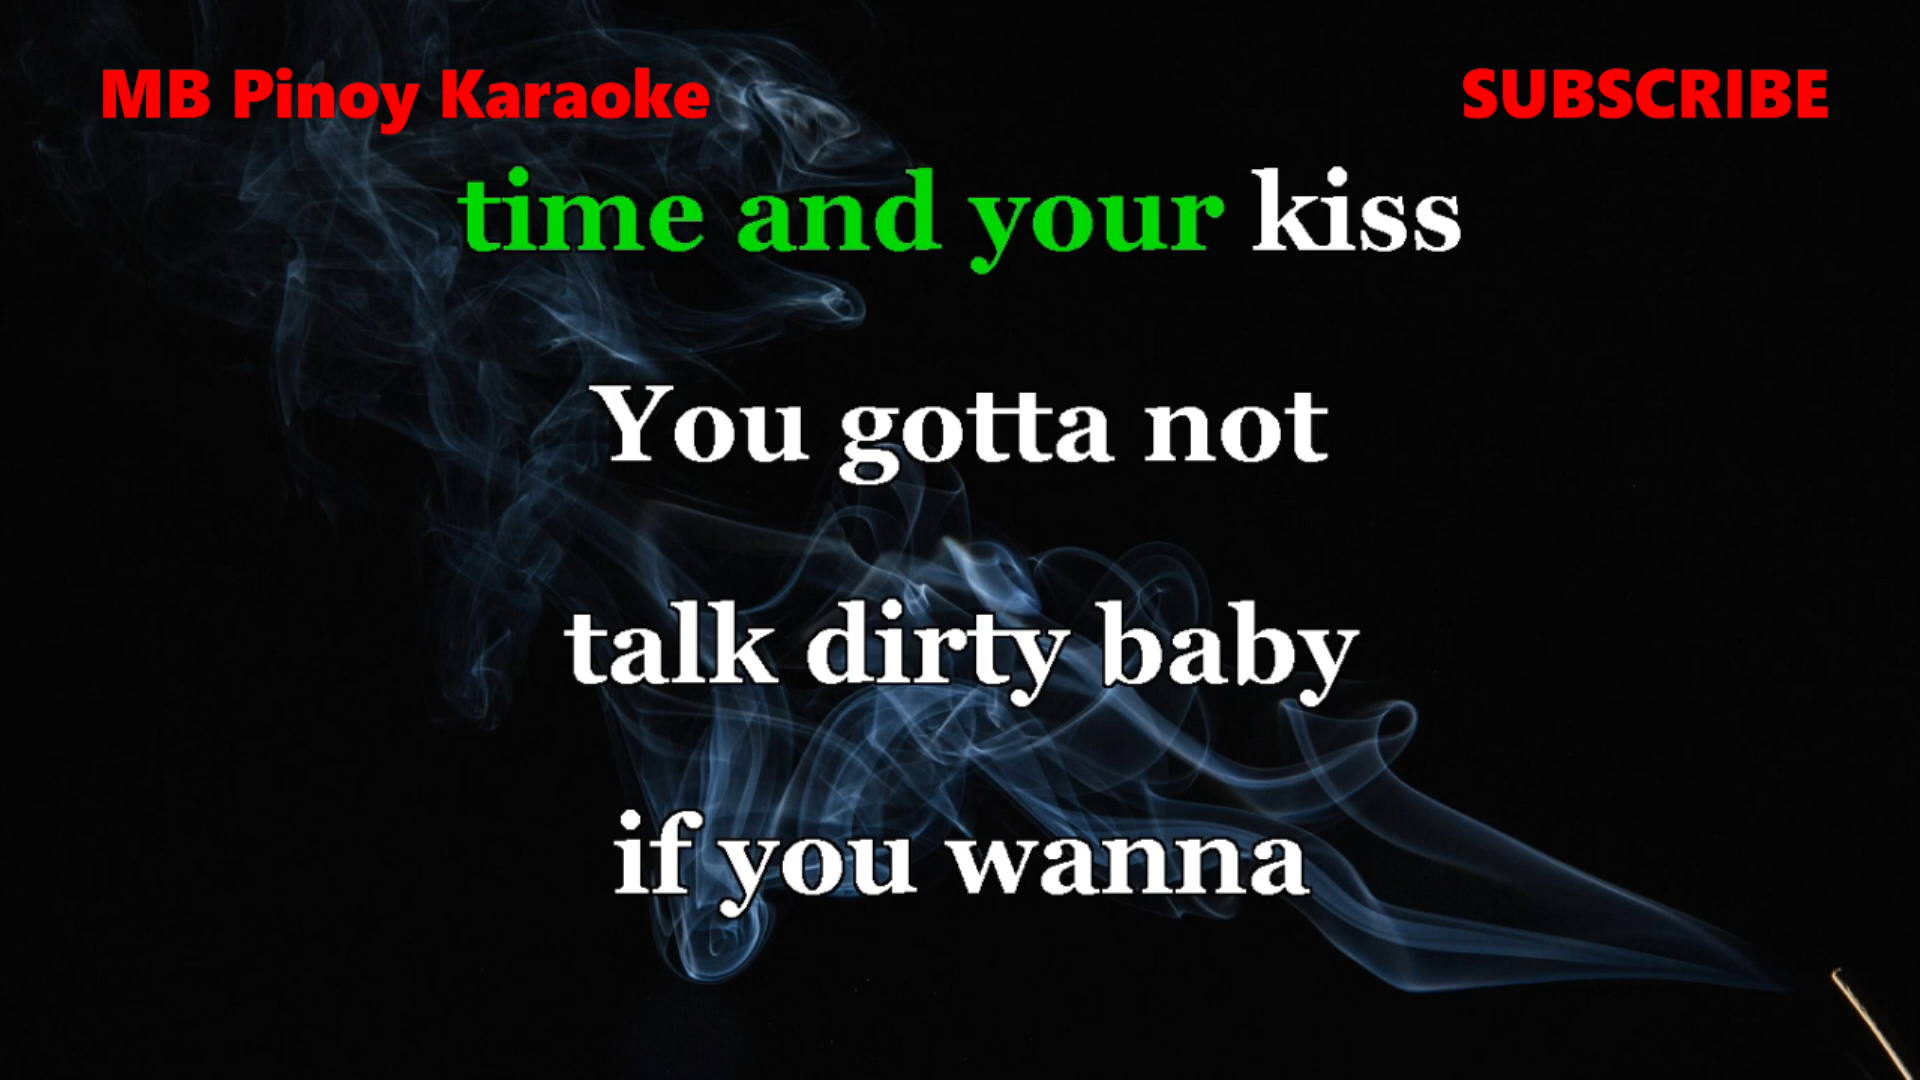 MB Pinoy Karaoke
SUBSCRIBE
time and your kiss
You gotta not
talk dirty baby
if you wanna